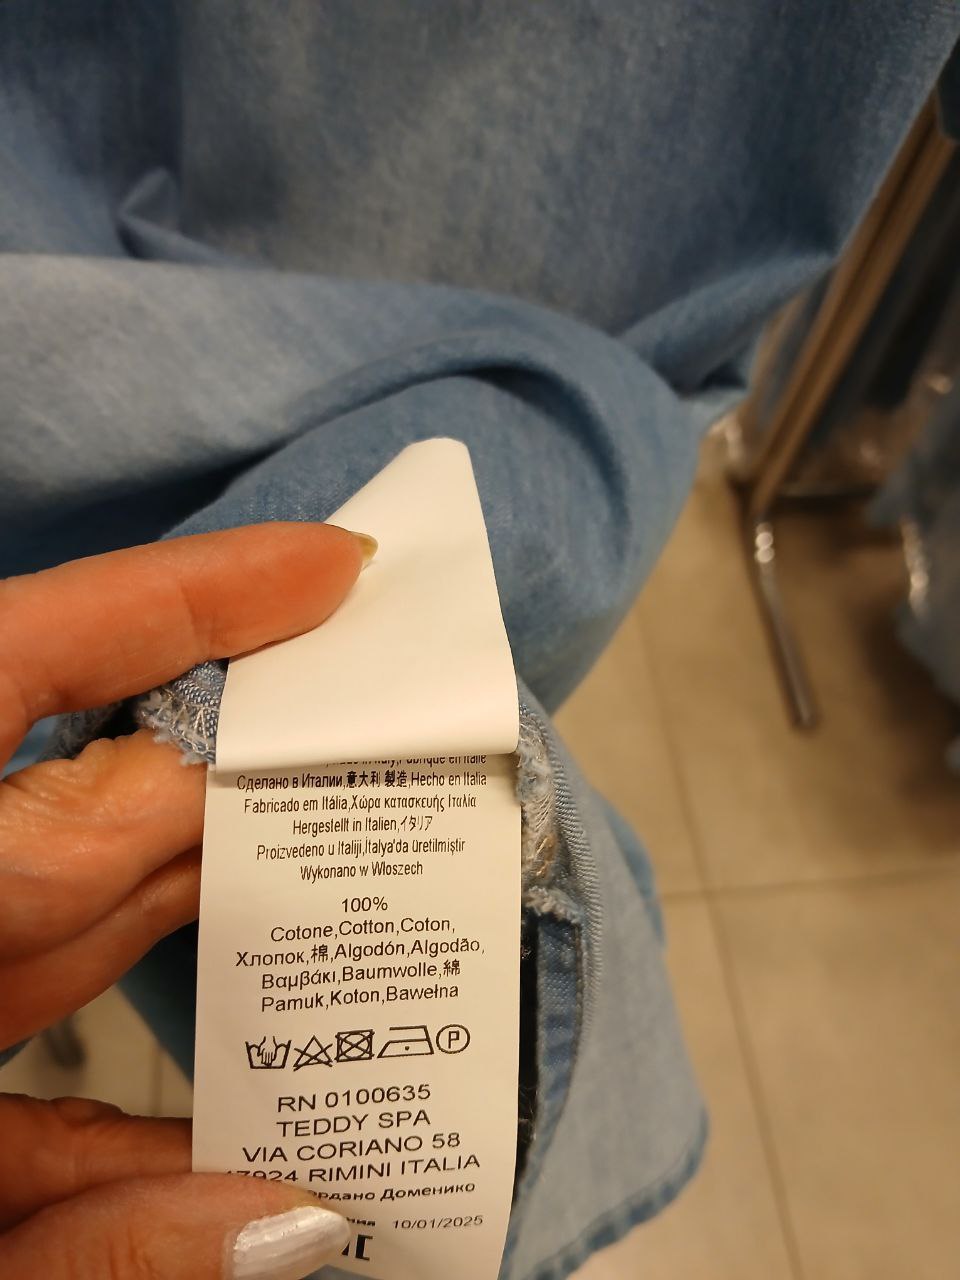 Сделано в Италии,意大利 製造,Hecho en Italia
Fabricado em Itália,Χώρα κατασκευής Ιταλία
Hergestellt in Italien,イタリア
Proizvedeno u Italiji,İtalya'da üretilmiştir
Wykonano w Włoszech
100%
Cotone,Cotton,Coton,
Хлопок,棉,Algodón,Algodão,
Βαμβάκι,Baumwolle,綿
Pamuk,Koton,Bawełna
P
RN 0100635
TEDDY SPA
VIA CORIANO 58
RIMINI ITALIA
Доменико
10/01/2025